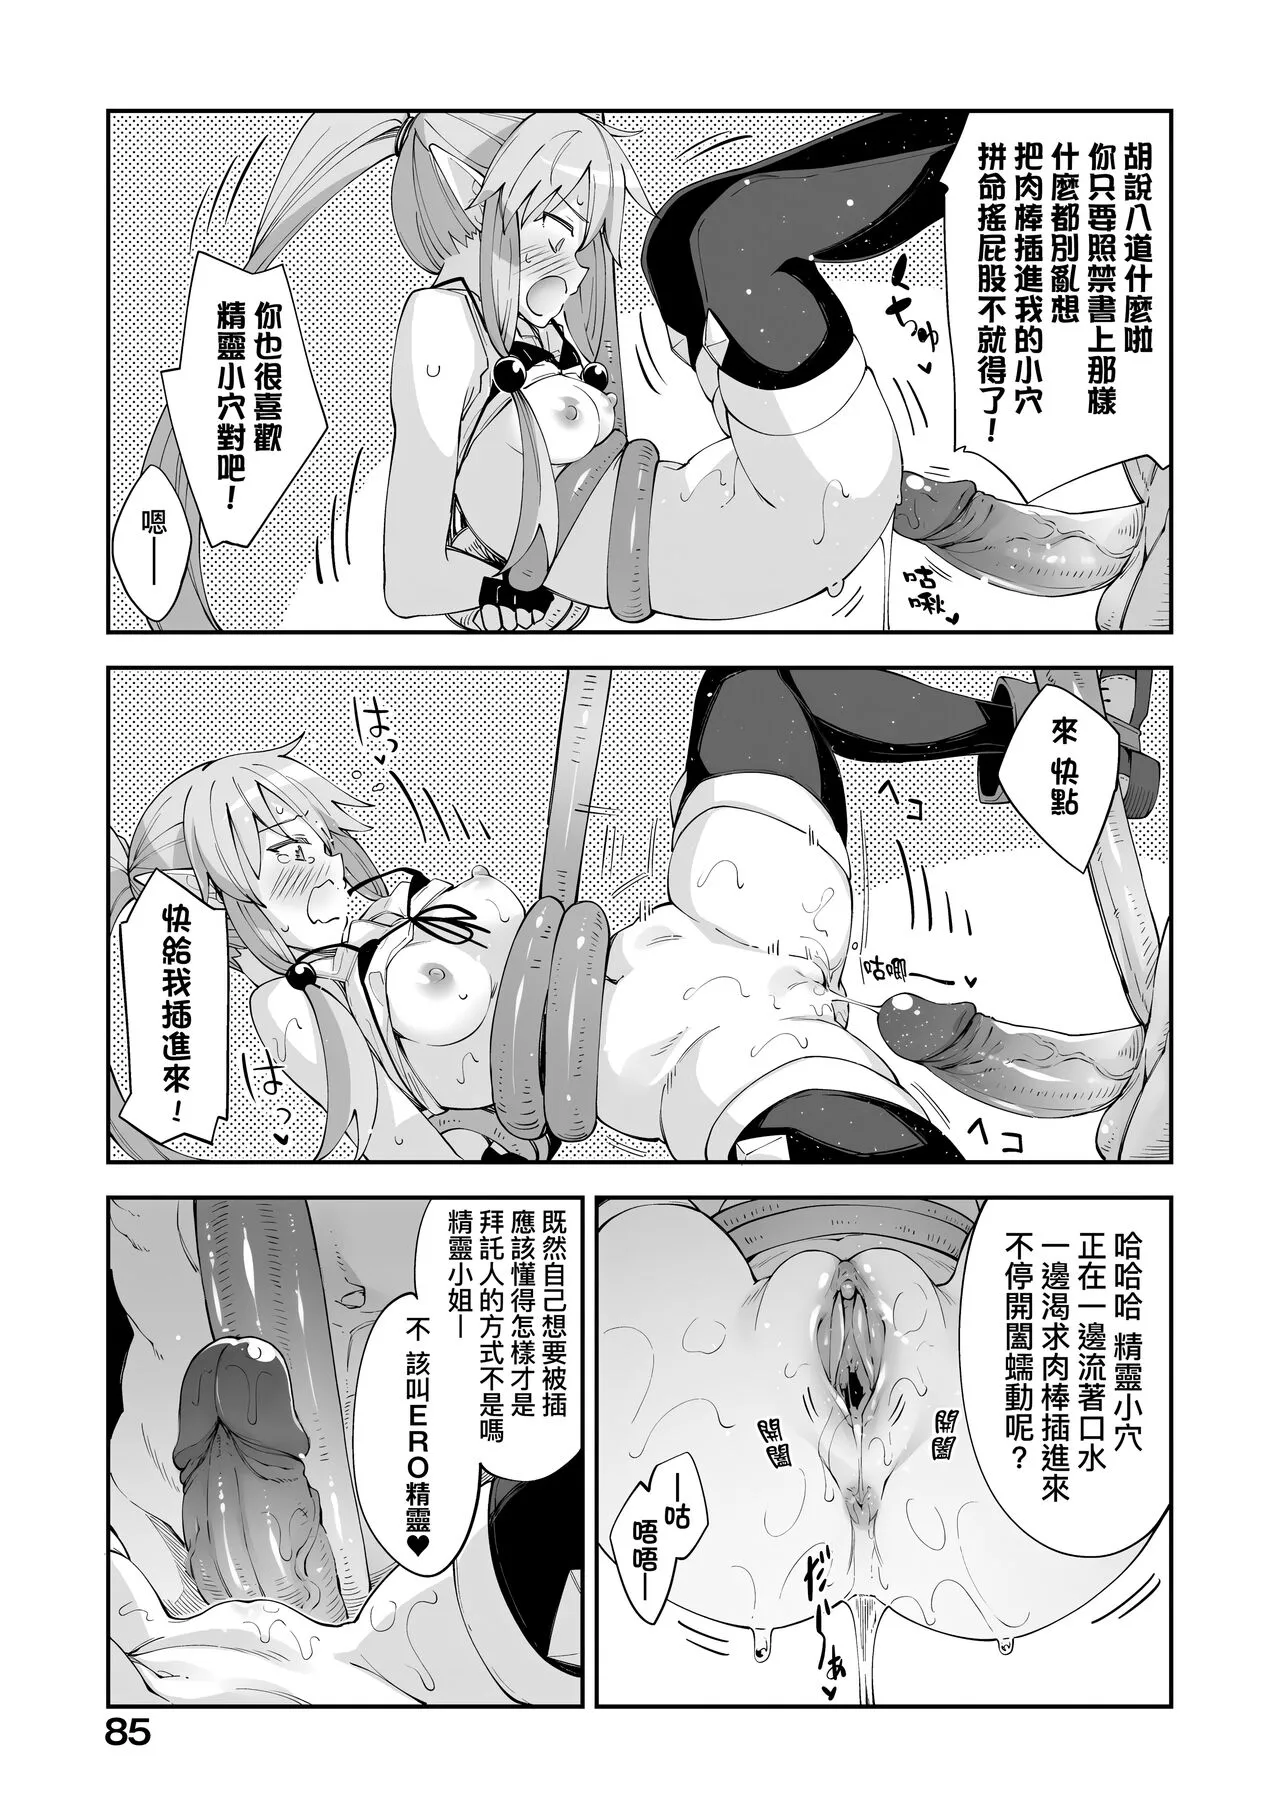 胡說八道什麼啦
你只要照禁書上那樣
什麼都別亂想
把肉棒插進我的小穴
拼命搖屁股不就得了！
くちゅ
咕啾
你也很喜歡
精靈小穴對吧！
嗯—
來 快點
はっ
ヘコ
咕唧—
快給我插進來！
はっ
ヘコ
哈哈哈 精靈小穴
正在一邊流著口水
一邊渴求肉棒插進來
不停開闔蠕動呢？
開闔
開闔
—咕
唔唔—
だらぁ
既然自己想要被插
應該懂得怎樣才是
拜託人的方式不是嗎
精靈小姐—
不 該叫ERO精靈♥
85